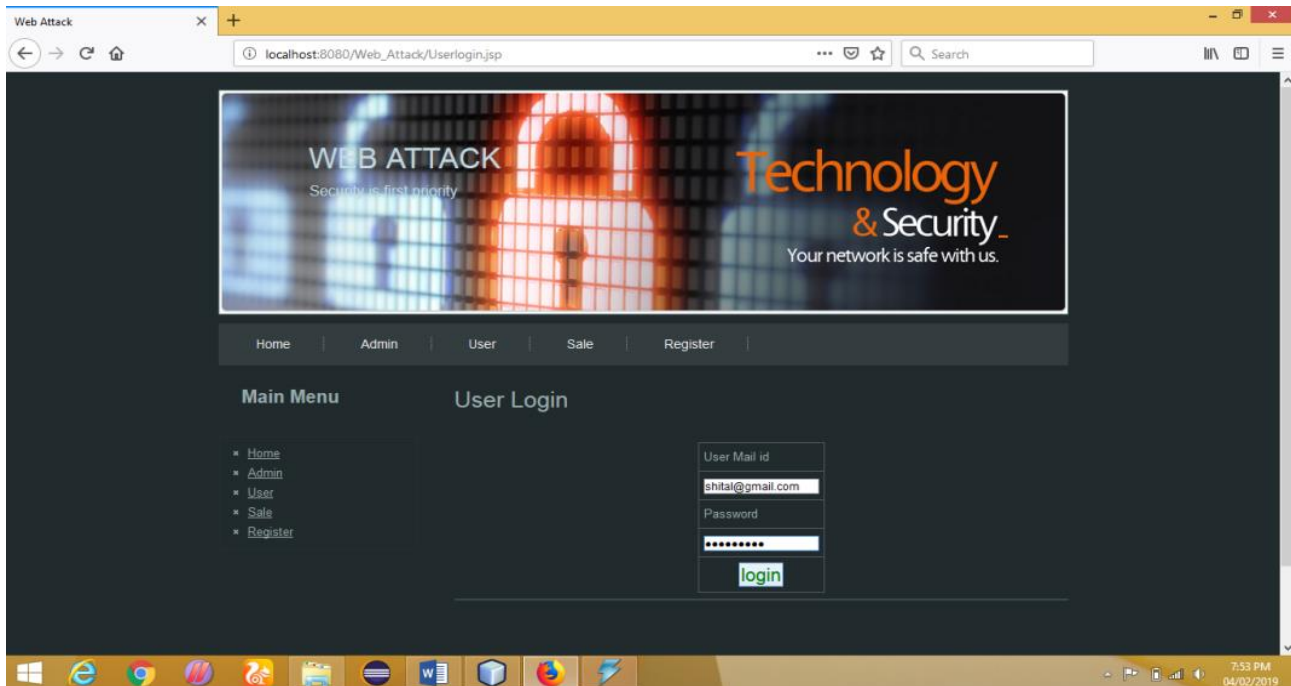 Web Attack
localhost:8080/Web_Attack/Userlogin.jsp
Search
WEB ATTACK
Security is first priority
Technology
& Security_
Your network is safe with us.
Home Admin User Sale Register
Main Menu
Home
Admin
User
Sale
Register
User Login
User Mail id
shital@gmail.com
Password
login
7:53 PM
04/02/2019